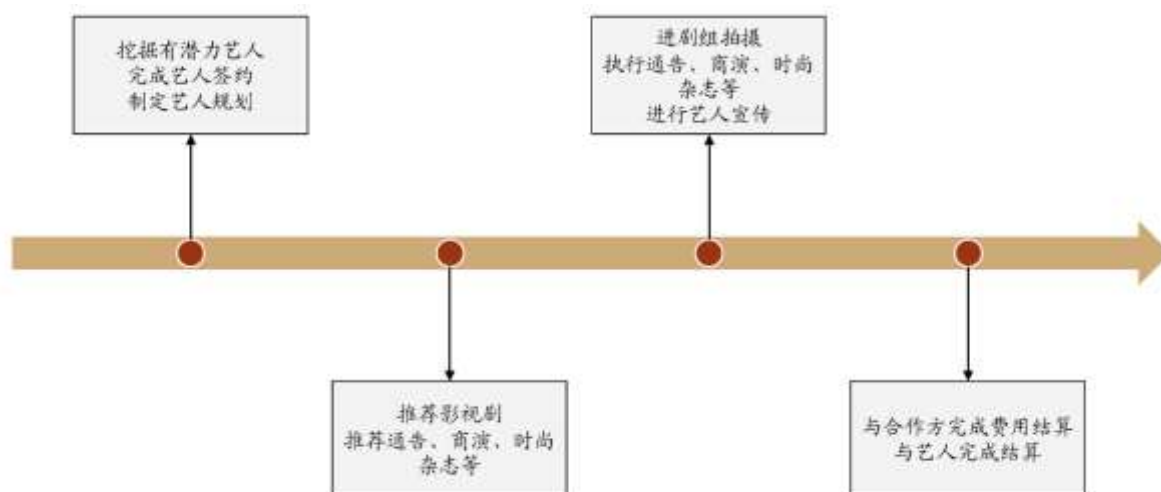 挖掘有潜力艺人
完成艺人签约
制定艺人规划
推荐影视剧
推荐通告、商演、时尚
杂志等
进剧组拍摄
执行通告、商演、时尚
杂志等
进行艺人宣传
与合作方完成费用结算
与艺人完成结算